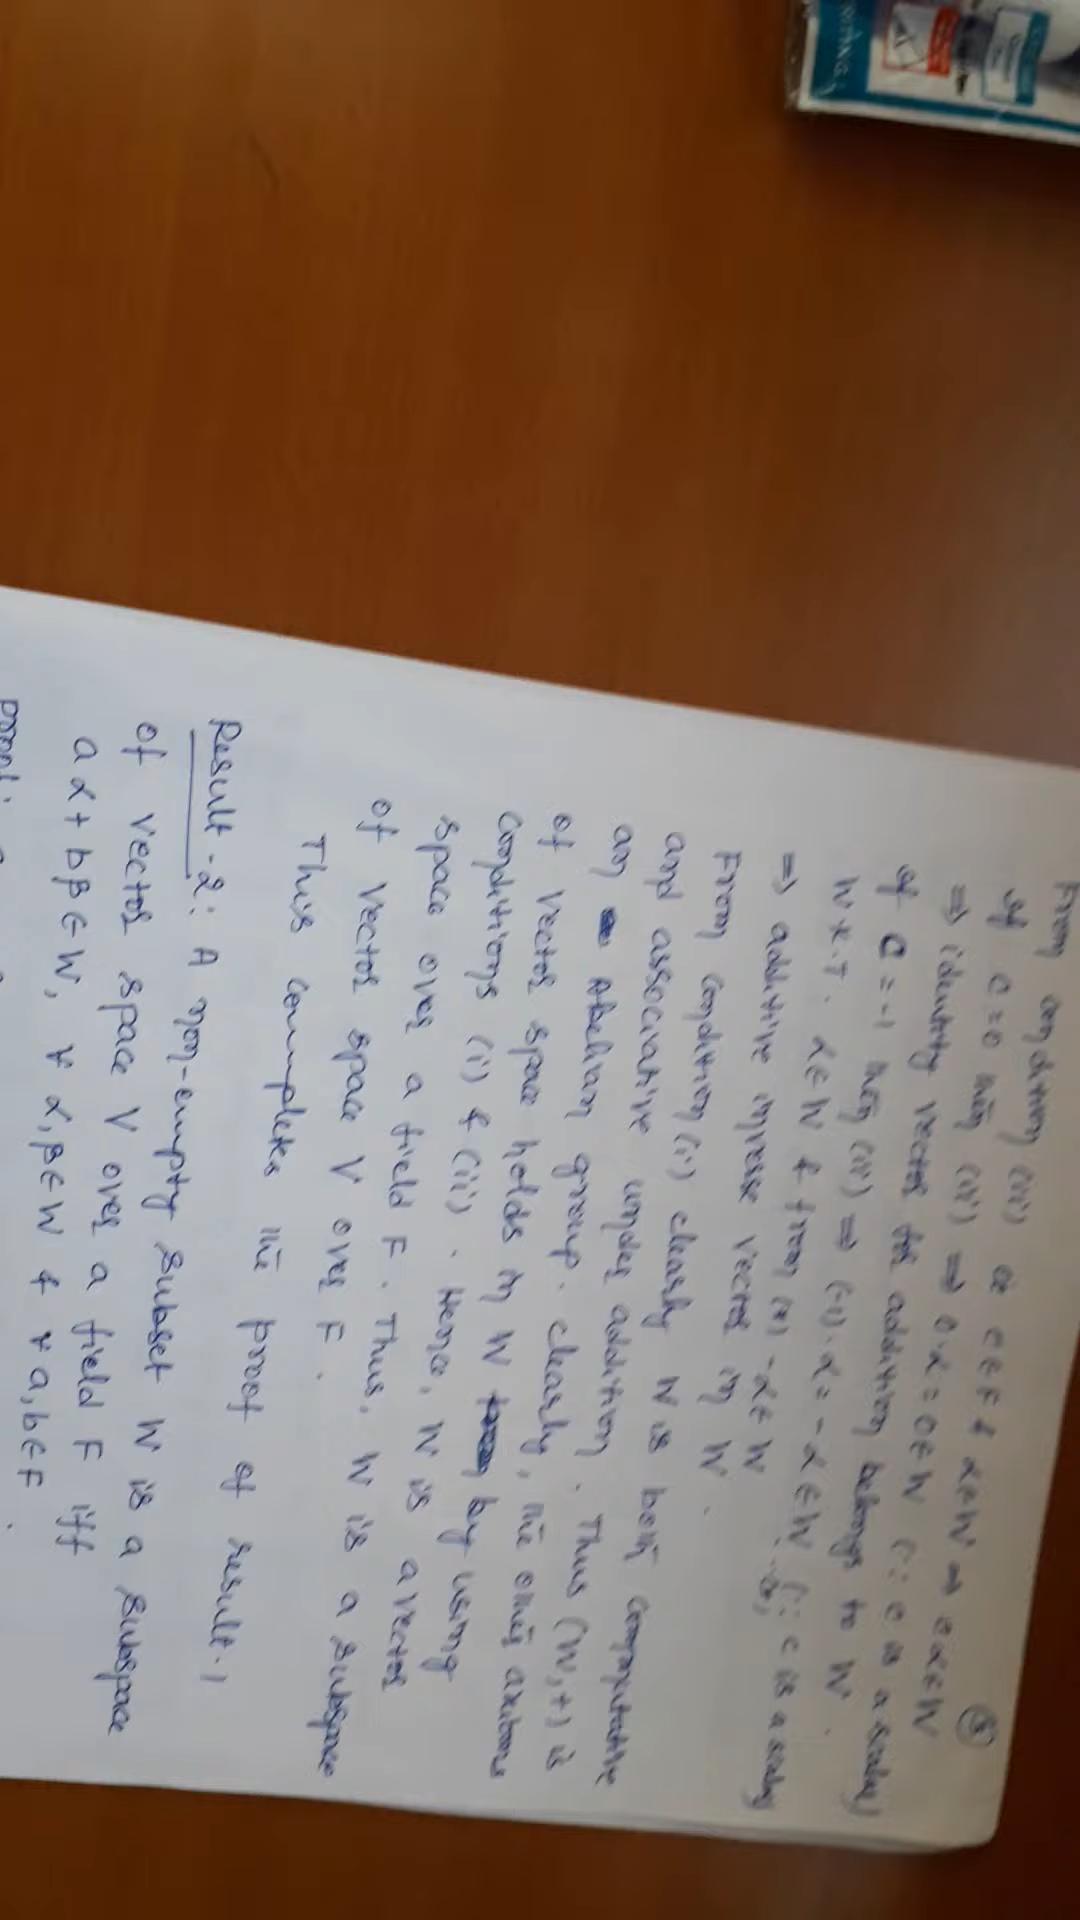 (5)
From condition (ii) ie c∈F & α∈W ⇒ cα∈W
if c=0 then (ii) ⇒ 0·α=0∈W (∵ c is a scalar)
⇒ identity vector for addition belongs to W.
if c=-1 then (ii) ⇒ (-1)·α=-α∈W (∵ c is a scalar)
W.K.T. α∈W & from (*) -α∈W
⇒ additive inverse vector in W.
From condition (i) clearly W is both commutative
and associative under addition. Thus (W,+) is
an Abelian group. clearly, the other axioms
of vector space holds in W by using
conditions (i) & (ii). Hence, W is a vector
space over a field F. Thus, W is a subspace
of vector space V over F.
This completes the proof of result-1
Result-2: A non-empty subset W is a subspace
of vector space V over a field F iff
aα+bβ∈W, ∀ α,β∈W & ∀ a,b∈F